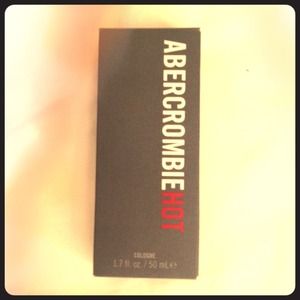 ABERCROMBIE HOT
COLOGNE
1.7 fl oz / 50 mL e